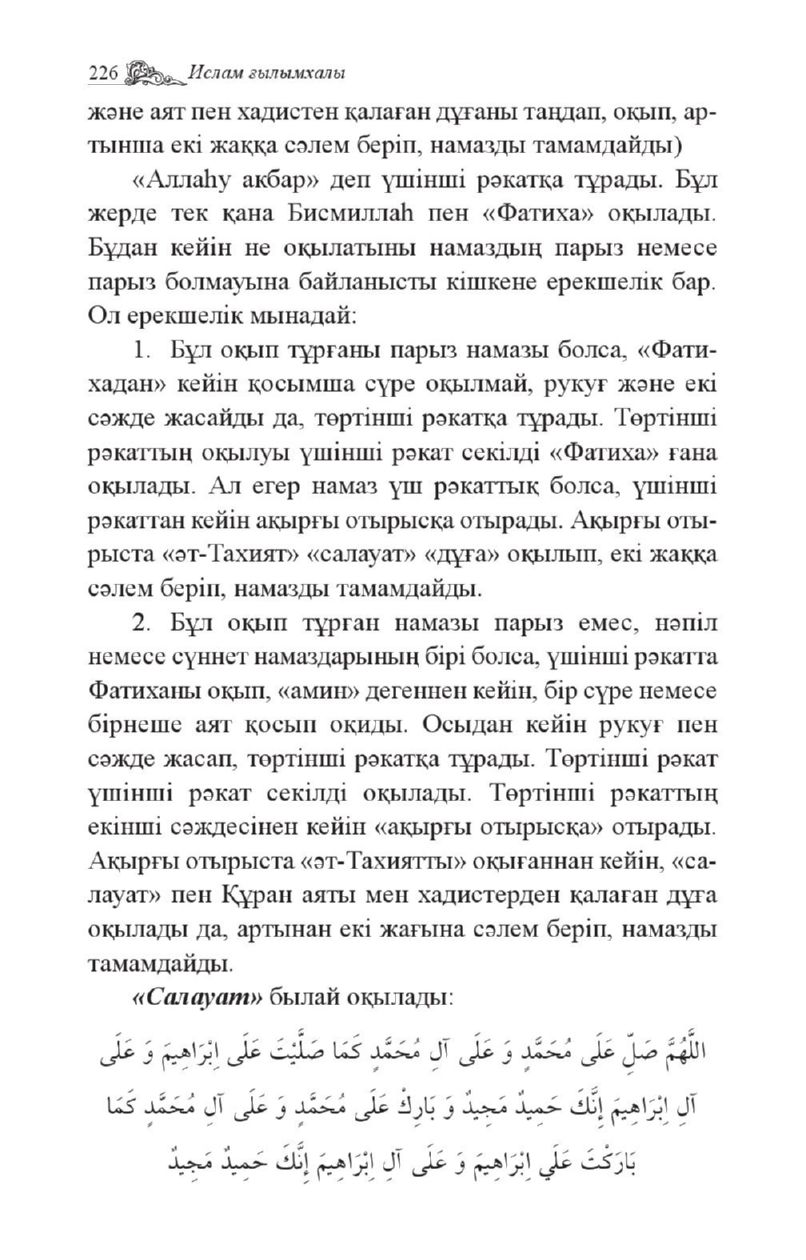 226 Ислам ғылымхалы
және аят пен хадистен қалаған дұғаны таңдап, оқып, ар-
тынша екі жаққа сәлем беріп, намазды тамамдайды)
«Аллаһу акбар» деп үшінші рәкатқа тұрады. Бұл
жерде тек қана Бисмиллаһ пен «Фатиха» оқылады.
Бұдан кейін не оқылатыны намаздың парыз немесе
парыз болмауына байланысты кішкене ерекшелік бар.
Ол ерекшелік мынадай:
1. Бұл оқып тұрғаны парыз намазы болса, «Фати-
хадан» кейін қосымша сүре оқылмай, рукуғ және екі
сәжде жасайды да, төртінші рәкатқа тұрады. Төртінші
рәкаттың оқылуы үшінші рәкат секілді «Фатиха» ғана
оқылады. Ал егер намаз үш рәкаттық болса, үшінші
рәкаттан кейін ақырғы отырысқа отырады. Ақырғы оты-
рыста «әт-Тахият» «салауат» «дұға» оқылып, екі жаққа
сәлем беріп, намазды тамамдайды.
2. Бұл оқып тұрған намазы парыз емес, нәпіл
немесе сүннет намаздарының бірі болса, үшінші рәкатта
Фатиханы оқып, «амин» дегеннен кейін, бір сүре немесе
бірнеше аят қосып оқиды. Осыдан кейін рукуғ пен
сәжде жасап, төртінші рәкатқа тұрады. Төртінші рәкат
үшінші рәкат секілді оқылады. Төртінші рәкаттың
екінші сәждесінен кейін «ақырғы отырысқа» отырады.
Ақырғы отырыста «әт-Тахиятты» оқығаннан кейін, «са-
лауат» пен Құран аяты мен хадистерден қалаған дұға
оқылады да, артынан екі жағына сәлем беріп, намазды
тамамдайды.
«Салауат» былай оқылады:
اللَّهُمَّ صَلِّ عَلَى مُحَمَّدٍ وَ عَلَى آلِ مُحَمَّدٍ كَمَا صَلَّيْتَ عَلَى إِبْرَاهِيمَ وَ عَلَى
آلِ إِبْرَاهِيمَ إِنَّكَ حَمِيدٌ مَجِيدٌ وَ بَارِكْ عَلَى مُحَمَّدٍ وَ عَلَى آلِ مُحَمَّدٍ كَمَا
بَارَكْتَ عَلَي إِبْرَاهِيمَ وَ عَلَى آلِ إِبْرَاهِيمَ إِنَّكَ حَمِيدٌ مَجِيدٌ